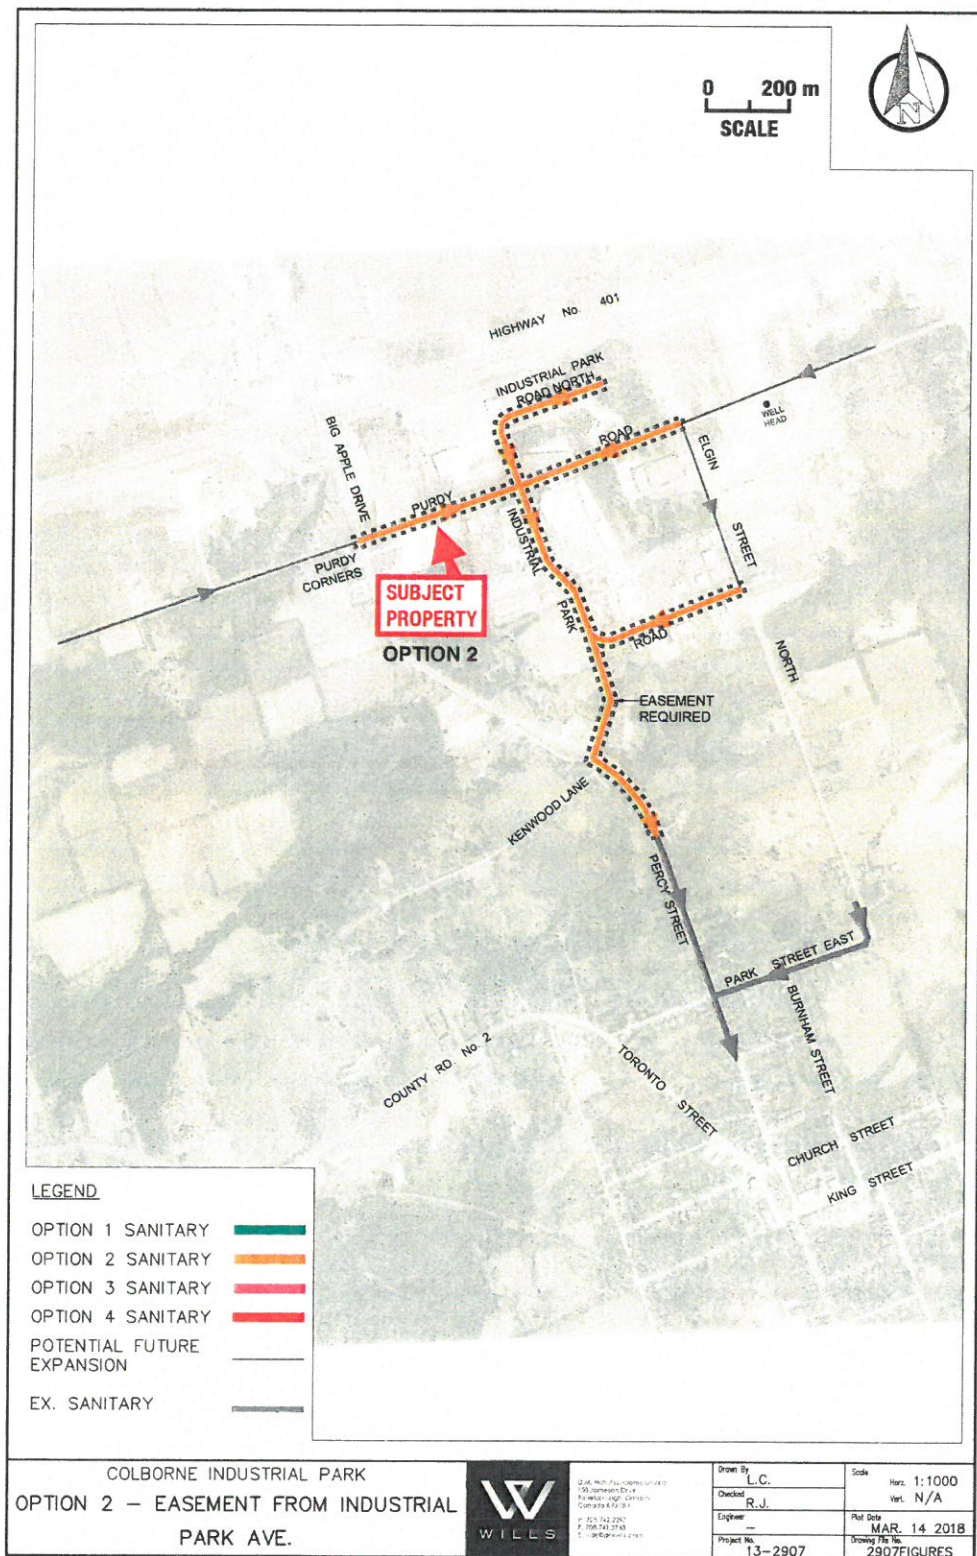 0 200 m
SCALE
N
HIGHWAY No. 401
INDUSTRIAL PARK
ROAD NORTH
BIG APPLE DRIVE
PURDY
ROAD
WELL
HEAD
ELGIN
STREET
PURDY
CORNERS
INDUSTRIAL
PARK
ROAD
SUBJECT
PROPERTY
OPTION 2
NORTH
EASEMENT
REQUIRED
KENWOOD LANE
PERCY STREET
PARK STREET EAST
BURNHAM STREET
COUNTY RD. No. 2
TORONTO STREET
CHURCH STREET
KING STREET
LEGEND
OPTION 1 SANITARY
OPTION 2 SANITARY
OPTION 3 SANITARY
OPTION 4 SANITARY
POTENTIAL FUTURE
EXPANSION
EX. SANITARY
COLBORNE INDUSTRIAL PARK
OPTION 2 – EASEMENT FROM INDUSTRIAL
PARK AVE.
W
WILLS
Drawn By
L.C.
Checked
R.J.
Engineer
--
Project No.
13-2907
Scale
Horz. 1:1000
Vert. N/A
Plot Date
MAR. 14 2018
Drawing File No.
2907FIGURES